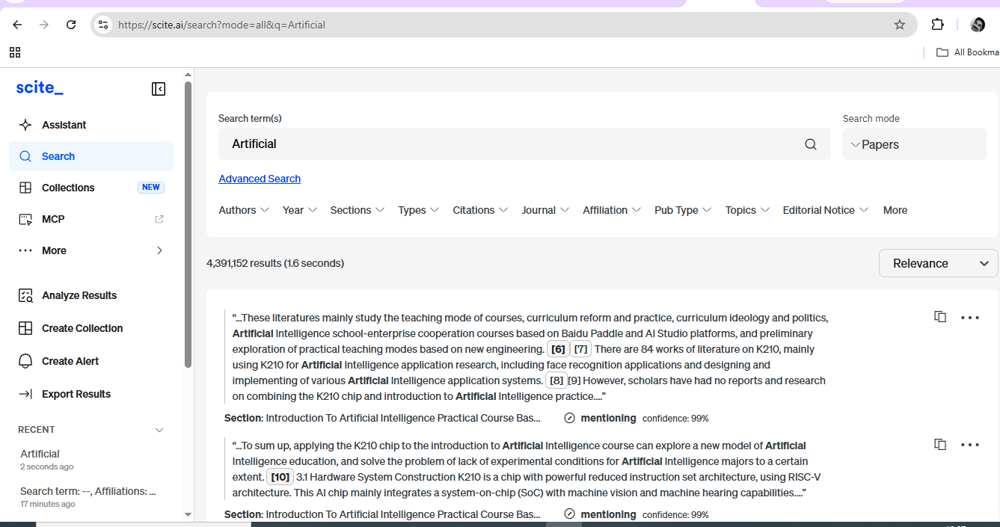 https://scite.ai/search?mode=all&q=Artificial
All Bookma
scite_
Assistant
Search
Collections NEW
MCP
More
Analyze Results
Create Collection
Create Alert
Export Results
RECENT
Artificial
2 seconds ago
Search term: --, Affiliations: ...
17 minutes ago
Search term(s)
Search mode
Artificial
Papers
Advanced Search
Authors Year Sections Types Citations Journal Affiliation Pub Type Topics Editorial Notice More
4,391,152 results (1.6 seconds)
Relevance
“...These literatures mainly study the teaching mode of courses, curriculum reform and practice, curriculum ideology and politics,
Artificial Intelligence school-enterprise cooperation courses based on Baidu Paddle and AI Studio platforms, and preliminary
exploration of practical teaching modes based on new engineering. [6] [7] There are 84 works of literature on K210, mainly
using K210 for Artificial Intelligence application research, including face recognition applications and designing and
implementing of various Artificial Intelligence application systems. [8] [9] However, scholars have had no reports and research
on combining the K210 chip and introduction to Artificial Intelligence practice....”
Section: Introduction To Artificial Intelligence Practical Course Bas... mentioning confidence: 99%
“...To sum up, applying the K210 chip to the introduction to Artificial Intelligence course can explore a new model of Artificial
Intelligence education, and solve the problem of lack of experimental conditions for Artificial Intelligence majors to a certain
extent. [10] 3.1 Hardware System Construction K210 is a chip with powerful reduced instruction set architecture, using RISC-V
architecture. This AI chip mainly integrates a system-on-chip (SoC) with machine vision and machine hearing capabilities....”
Section: Introduction To Artificial Intelligence Practical Course Bas... mentioning confidence: 99%